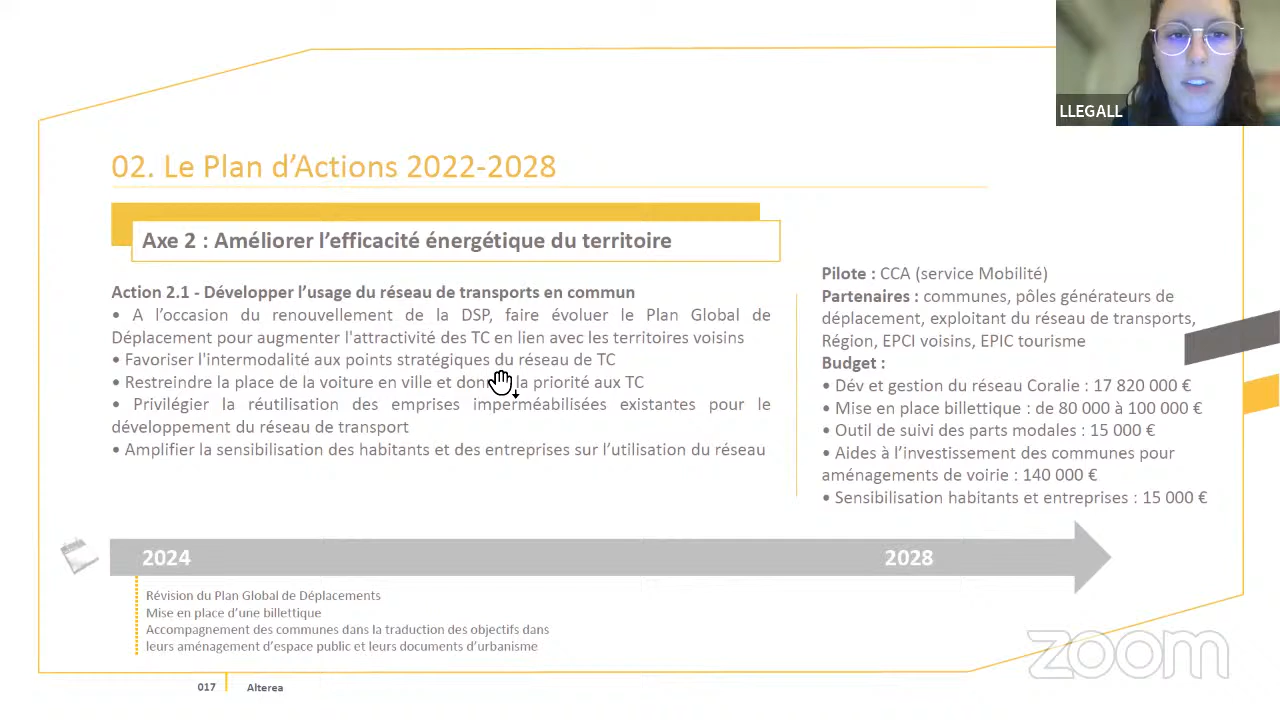 LLEGALL
02. Le Plan d’Actions 2022-2028
Axe 2 : Améliorer l’efficacité énergétique du territoire
Action 2.1 - Développer l’usage du réseau de transports en commun
• A l’occasion du renouvellement de la DSP, faire évoluer le Plan Global de
Déplacement pour augmenter l'attractivité des TC en lien avec les territoires voisins
• Favoriser l'intermodalité aux points stratégiques du réseau de TC
• Restreindre la place de la voiture en ville et la priorité aux TC
• Privilégier la réutilisation des emprises imperméabilisées existantes pour le
développement du réseau de transport
• Amplifier la sensibilisation des habitants et des entreprises sur l’utilisation du réseau
Pilote : CCA (service Mobilité)
Partenaires : communes, pôles générateurs de
déplacement, exploitant du réseau de transports,
Région, EPCI voisins, EPIC tourisme
Budget :
• Dév et gestion du réseau Coralie : 17 820 000 €
• Mise en place billettique : de 80 000 à 100 000 €
• Outil de suivi des parts modales : 15 000 €
• Aides à l’investissement des communes pour
aménagements de voirie : 140 000 €
• Sensibilisation habitants et entreprises : 15 000 €
2024
2028
Révision du Plan Global de Déplacements
Mise en place d’une billettique
Accompagnement des communes dans la traduction des objectifs dans
leurs aménagement d’espace public et leurs documents d’urbanisme
zoom
017
Alterea